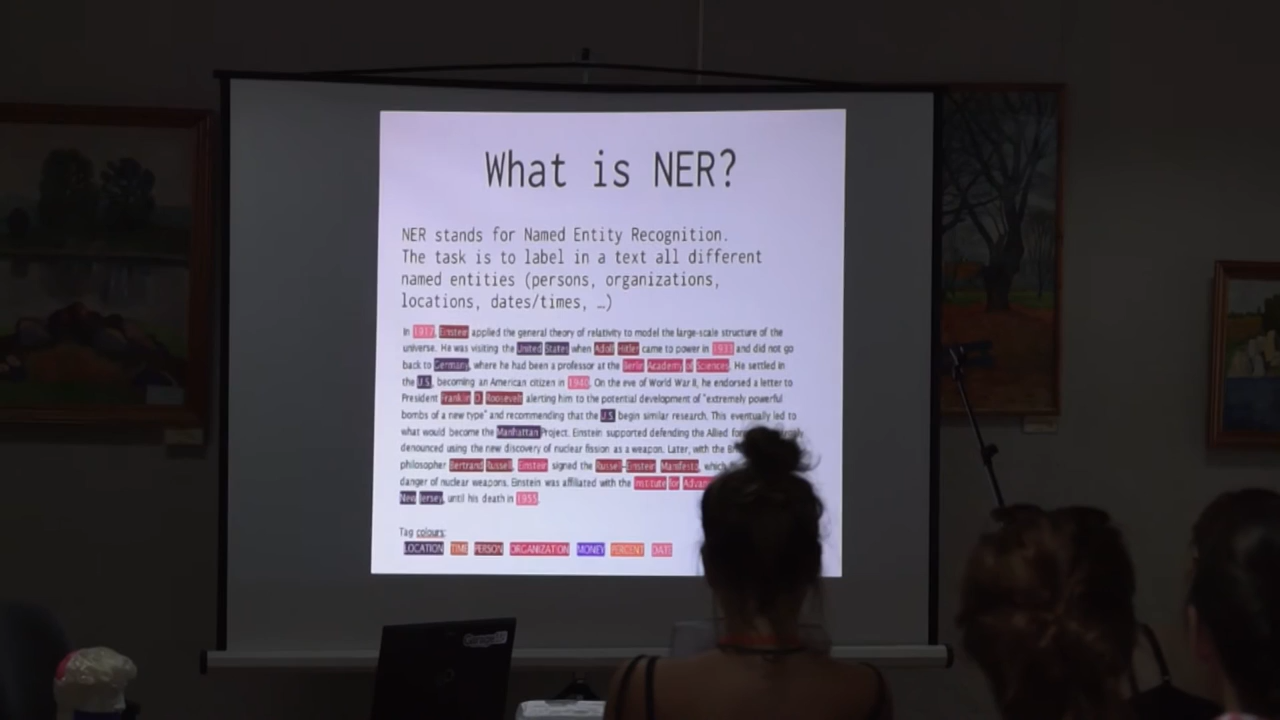 What is NER?
NER stands for Named Entity Recognition.
The task is to label in a text all different
named entities (persons, organizations,
locations, dates/times, …)
In 1917, Einstein applied the general theory of relativity to model the large-scale structure of the
universe. He was visiting the United States when Adolf Hitler came to power in 1933 and did not go
back to Germany, where he had been a professor at the Berlin Academy of Sciences. He settled in
the U.S., becoming an American citizen in 1940. On the eve of World War II, he endorsed a letter to
President Franklin D. Roosevelt alerting him to the potential development of "extremely powerful
bombs of a new type" and recommending that the U.S. begin similar research. This eventually led to
what would become the Manhattan Project. Einstein supported defending the Allied
denounced using the new discovery of nuclear fission as a weapon. Later, with the
philosopher Bertrand Russell, Einstein signed the Russell-Einstein Manifesto, which
danger of nuclear weapons. Einstein was affiliated with the Institute for
New Jersey, until his death in 1955.
Tag colours:
LOCATION TIME PERSON ORGANIZATION MONEY PERCENT DATE